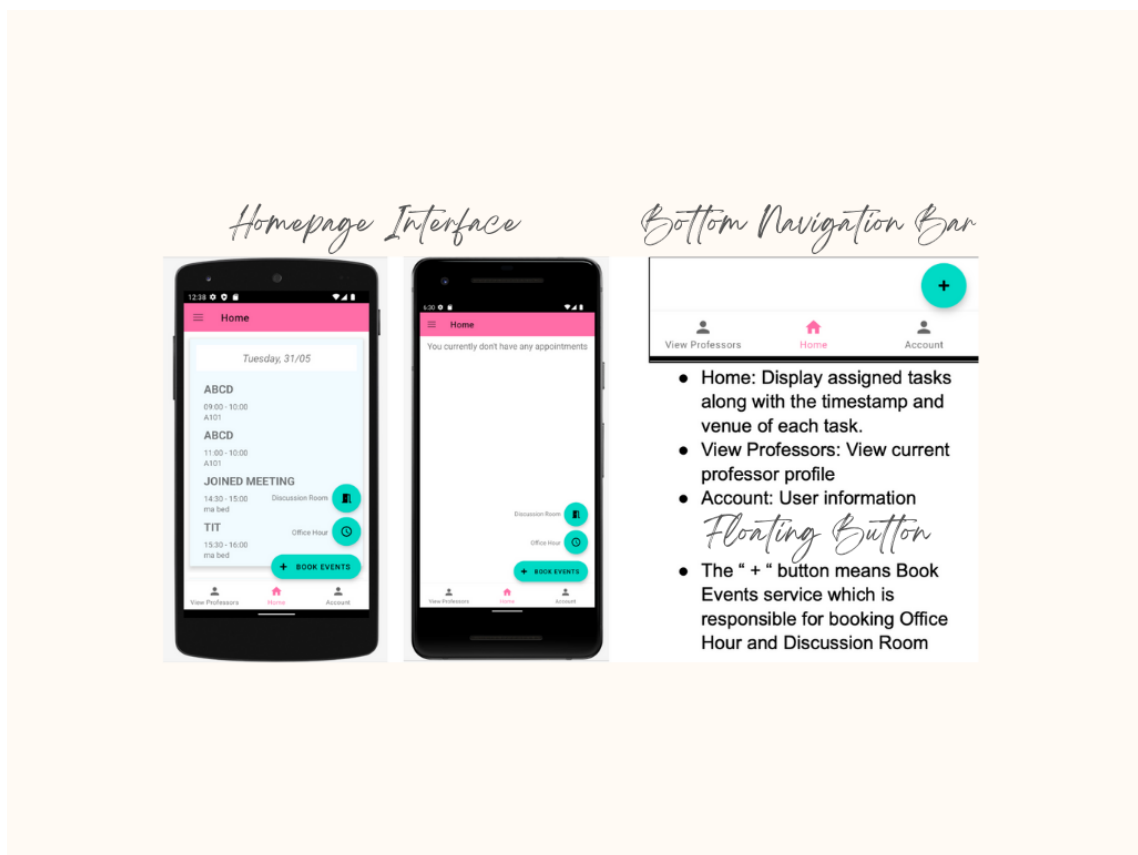 Homepage Interface
Bottom Navigation Bar
12:38
Home
Tuesday, 31/05
ABCD
09:00 - 10:00
A101
ABCD
11:00 - 10:00
A101
JOINED MEETING
14:30 - 15:00
ma bed
Discussion Room
TIT
15:30 - 16:00
ma bed
Office Hour
+ BOOK EVENTS
View Professors
Home
Account
6:30
Home
You currently don't have any appointments
Discussion Room
Office Hour
+ BOOK EVENTS
View Professors
Home
Account
+
View Professors
Home
Account
● Home: Display assigned tasks
along with the timestamp and
venue of each task.
● View Professors: View current
professor profile
● Account: User information
Floating Button
● The “ + “ button means Book
Events service which is
responsible for booking Office
Hour and Discussion Room